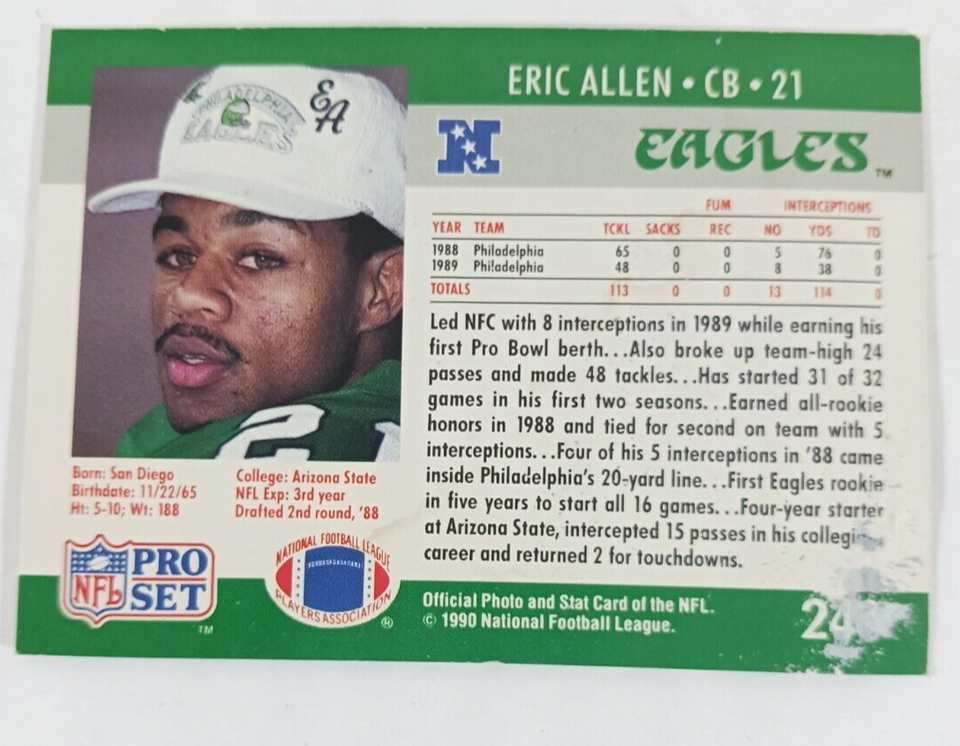 ERIC ALLEN • CB • 21
PHILADELPHIA
EAGLES
EA
N
EAGLES TM
FUM INTERCEPTIONS
YEAR TEAM TCKL SACKS REC NO YDS TD
1988 Philadelphia 65 0 0 5 76 0
1989 Philadelphia 48 0 0 8 38 0
TOTALS 113 0 0 13 114 0
Led NFC with 8 interceptions in 1989 while earning his
first Pro Bowl berth...Also broke up team-high 24
passes and made 48 tackles...Has started 31 of 32
games in his first two seasons...Earned all-rookie
honors in 1988 and tied for second on team with 5
interceptions...Four of his 5 interceptions in '88 came
inside Philadelphia's 20-yard line...First Eagles rookie
in five years to start all 16 games...Four-year starter
at Arizona State, intercepted 15 passes in his
career and returned 2 for touchdowns.
21
Born: San Diego
Birthdate: 11/22/65
Ht: 5-10; Wt: 188
College: Arizona State
NFL Exp: 3rd year
Drafted 2nd round, '88
NFL PRO SET TM
NATIONAL FOOTBALL LEAGUE
PLAYERS ASSOCIATION ®
Official Photo and Stat Card of the NFL.
© 1990 National Football League.